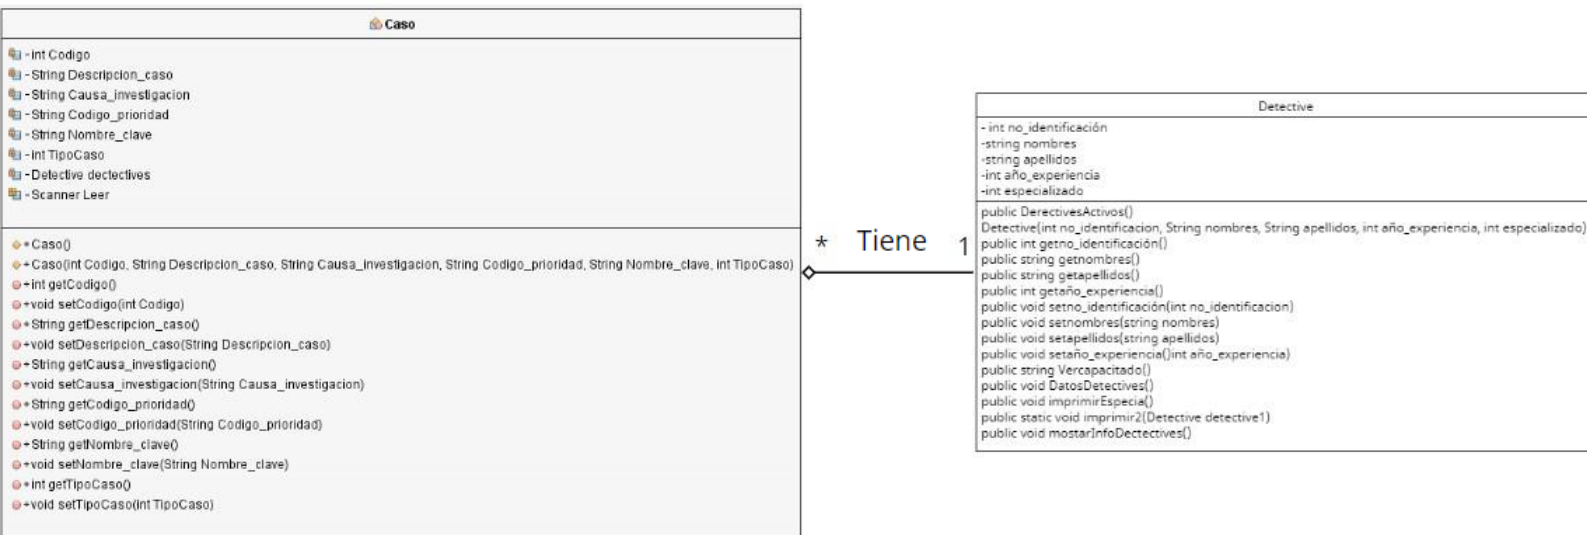 Caso
- int Codigo
- String Descripcion_caso
- String Causa_investigacion
- String Codigo_prioridad
- String Nombre_clave
- int TipoCaso
- Detective dectectives
- Scanner Leer
+ Caso()
+ Caso(int Codigo, String Descripcion_caso, String Causa_investigacion, String Codigo_prioridad, String Nombre_clave, int TipoCaso)
+ int getCodigo()
+void setCodigo(int Codigo)
+ String getDescripcion_caso()
+void setDescripcion_caso(String Descripcion_caso)
+ String getCausa_investigacion()
+void setCausa_investigacion(String Causa_investigacion)
+ String getCodigo_prioridad()
+void setCodigo_prioridad(String Codigo_prioridad)
+ String getNombre_clave()
+void setNombre_clave(String Nombre_clave)
+ int getTipoCaso()
+void setTipoCaso(int TipoCaso)
* Tiene 1
Detective
- int no_identificación
-string nombres
-string apellidos
-int año_experiencia
-int especializado
public DerectivesActivos()
Detective(int no_identificacion, String nombres, String apellidos, int año_experiencia, int especializado)
public int getno_identificación()
public string getnombres()
public string getapellidos()
public int getaño_experiencia()
public void setno_identificación(int no_identificacion)
public void setnombres(string nombres)
public void setapellidos(string apellidos)
public void setaño_experiencia()int año_experiencia)
public string Vercapacitado()
public void DatosDetectives()
public void imprimirEspecia()
public static void imprimir2(Detective detective1)
public void mostarInfoDectectives()